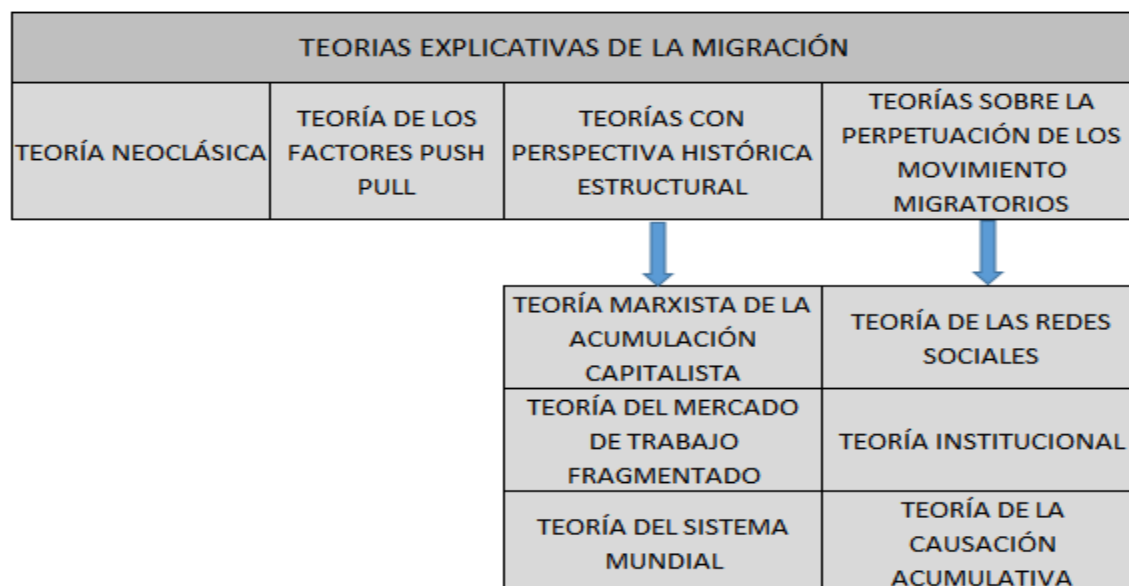 TEORIAS EXPLICATIVAS DE LA MIGRACIÓN
TEORÍA NEOCLÁSICA
TEORÍA DE LOS
FACTORES PUSH
PULL
TEORÍAS CON
PERSPECTIVA HISTÓRICA
ESTRUCTURAL
TEORÍAS SOBRE LA
PERPETUACIÓN DE LOS
MOVIMIENTO
MIGRATORIOS
TEORÍA MARXISTA DE LA
ACUMULACIÓN
CAPITALISTA
TEORÍA DE LAS REDES
SOCIALES
TEORÍA DEL MERCADO
DE TRABAJO
FRAGMENTADO
TEORÍA INSTITUCIONAL
TEORÍA DEL SISTEMA
MUNDIAL
TEORÍA DE LA
CAUSACIÓN
ACUMULATIVA